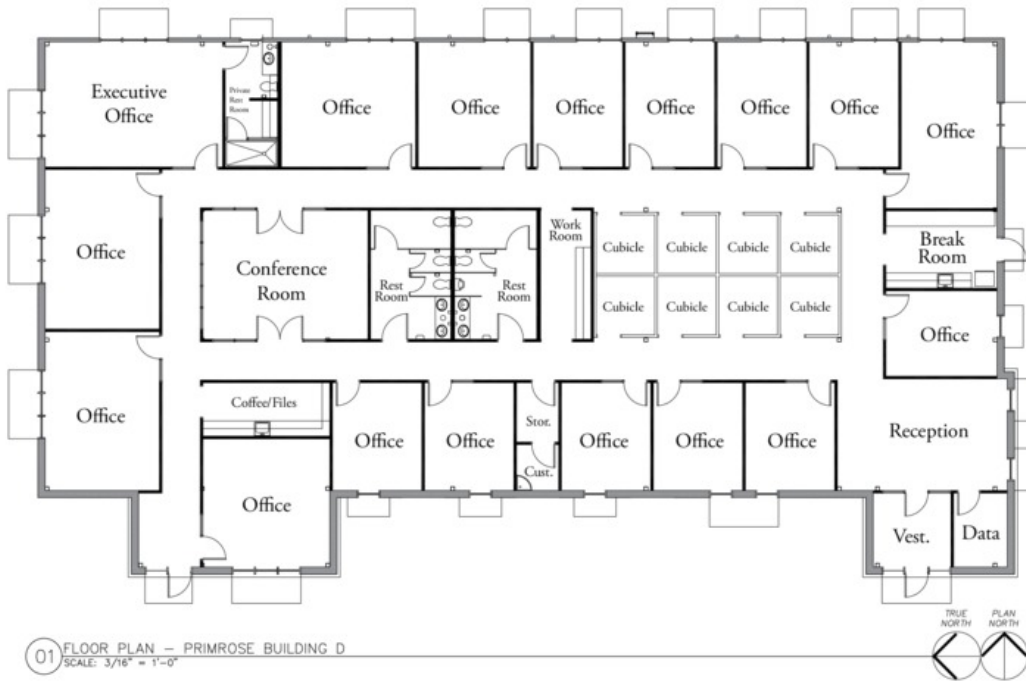 Executive
Office
Private
Rest
Room
Office
Office
Office
Office
Office
Office
Office
Office
Conference
Room
Rest
Room
Rest
Room
Work
Room
Cubicle
Cubicle
Cubicle
Cubicle
Cubicle
Cubicle
Cubicle
Cubicle
Break
Room
Office
Office
Coffee/Files
Office
Office
Office
Stor.
Cust.
Office
Office
Office
Reception
Vest.
Data
01
FLOOR PLAN – PRIMROSE BUILDING D
SCALE: 3/16" = 1'-0"
TRUE
NORTH
PLAN
NORTH